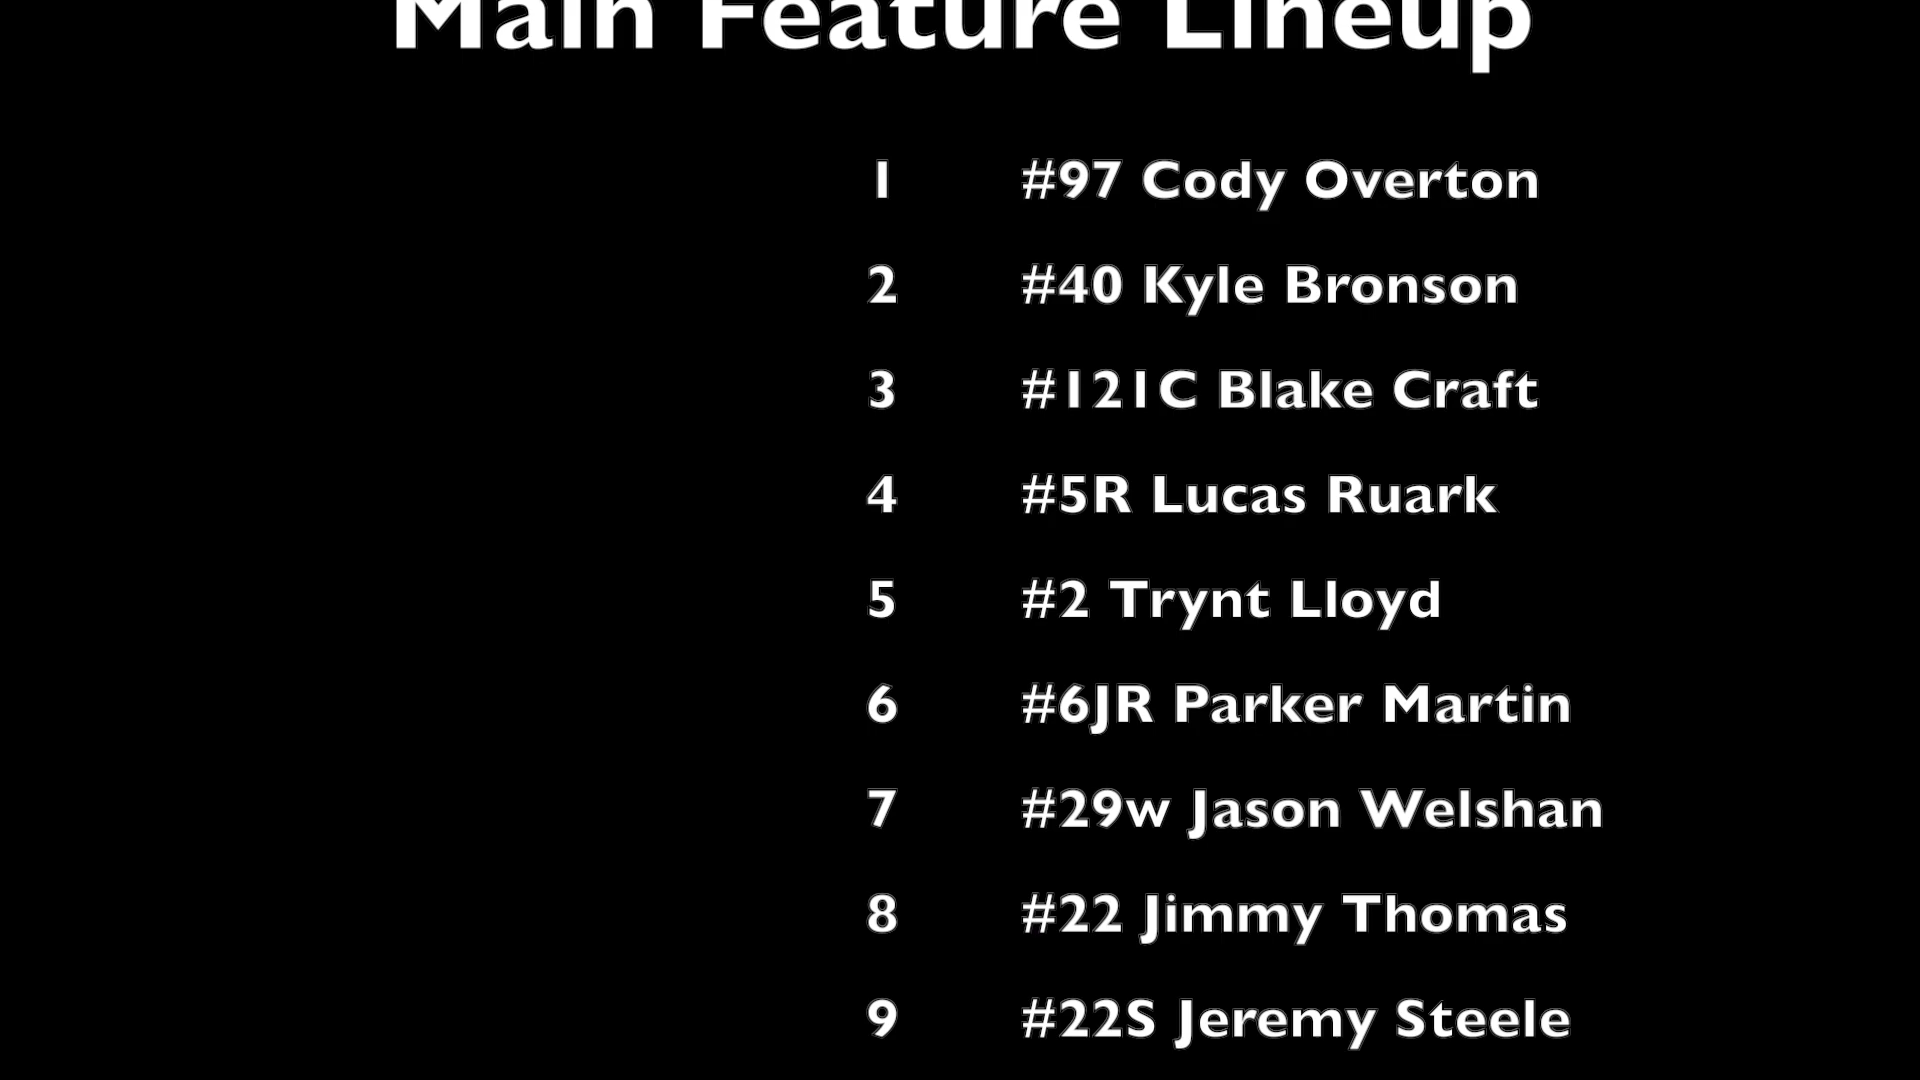 Main Feature Lineup
1 #97 Cody Overton
2 #40 Kyle Bronson
3 #121C Blake Craft
4 #5R Lucas Ruark
5 #2 Trynt Lloyd
6 #6JR Parker Martin
7 #29w Jason Welshan
8 #22 Jimmy Thomas
9 #22S Jeremy Steele